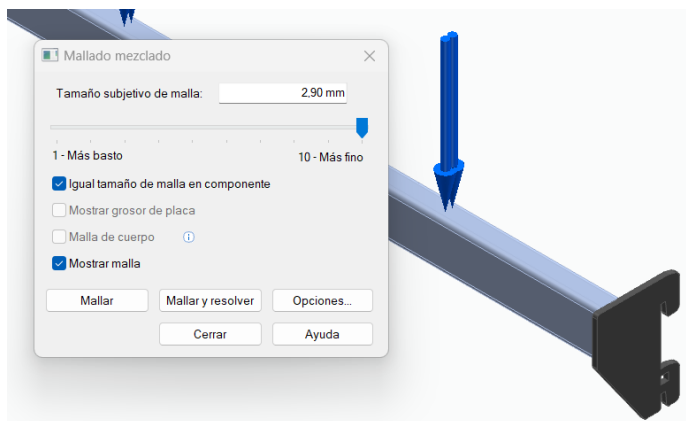 Mallado mezclado
Tamaño subjetivo de malla: 2,90 mm
1 - Más basto 10 - Más fino
Igual tamaño de malla en componente
Mostrar grosor de placa
Malla de cuerpo
Mostrar malla
Mallar Mallar y resolver Opciones...
Cerrar Ayuda